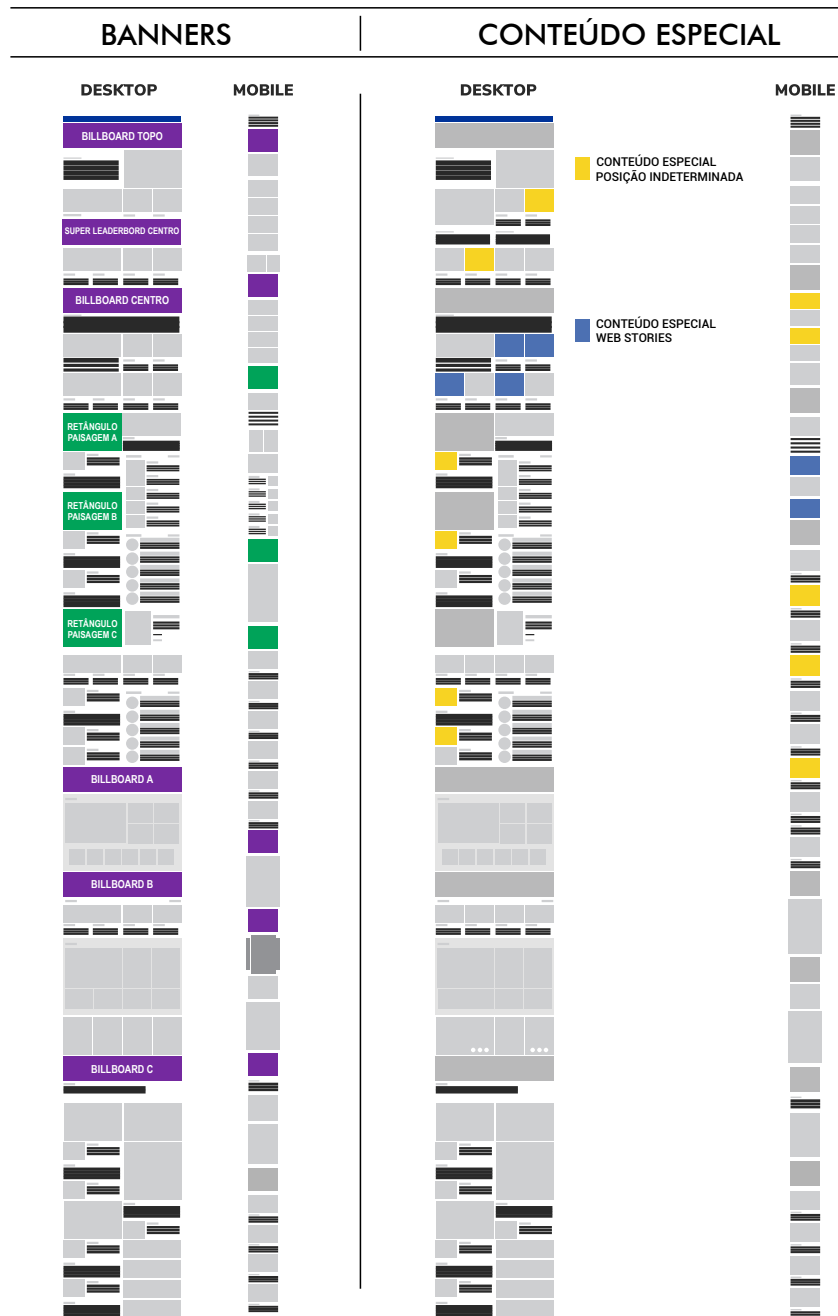 BANNERS
CONTEÚDO ESPECIAL
DESKTOP
MOBILE
DESKTOP
MOBILE
BILLBOARD TOPO
SUPER LEADERBORD CENTRO
BILLBOARD CENTRO
RETÂNGULO
PAISAGEM A
RETÂNGULO
PAISAGEM B
RETÂNGULO
PAISAGEM C
BILLBOARD A
BILLBOARD B
BILLBOARD C
CONTEÚDO ESPECIAL
POSIÇÃO INDETERMINADA
CONTEÚDO ESPECIAL
WEB STORIES